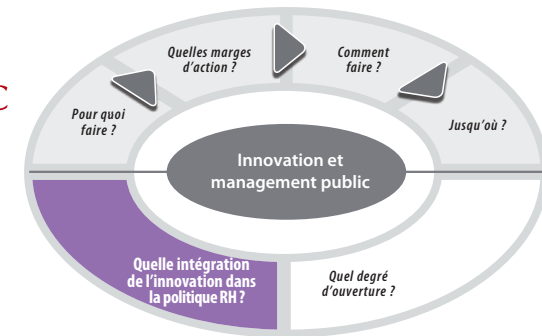 C
Quelles marges
d’action ?
Comment
faire ?
Pour quoi
faire ?
Jusqu’où ?
Innovation et
management public
Quelle intégration
de l’innovation dans
la politique RH ?
Quel degré
d’ouverture ?